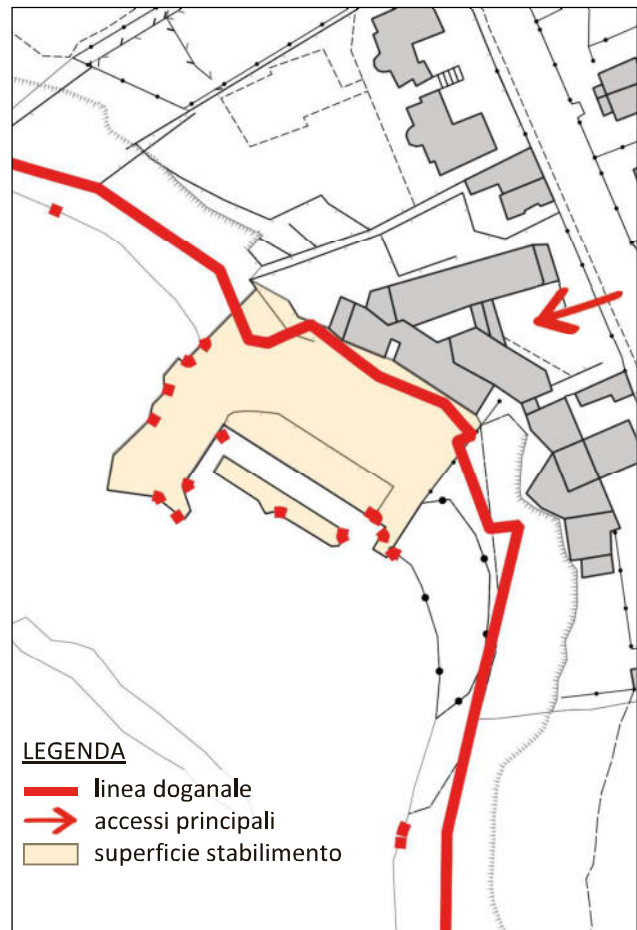 LEGENDA
linea doganale
accessi principali
superficie stabilimento